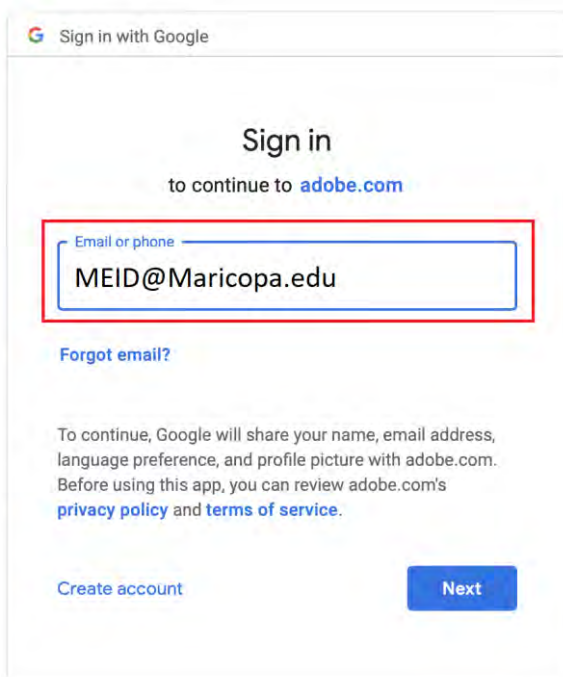 Sign in with Google
Sign in
to continue to adobe.com
Email or phone
MEID@Maricopa.edu
Forgot email?
To continue, Google will share your name, email address,
language preference, and profile picture with adobe.com.
Before using this app, you can review adobe.com's
privacy policy and terms of service.
Create account
Next